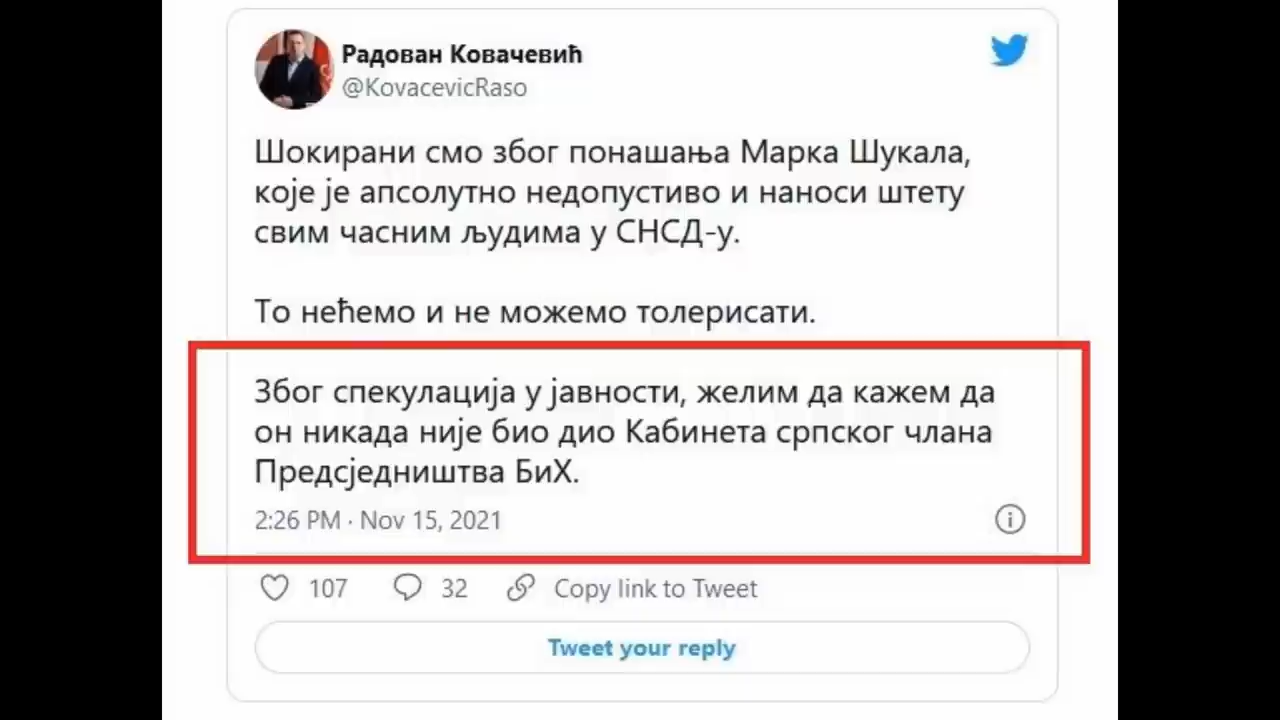 Радован Ковачевић
@KovacevicRaso
Шокирани смо због понашања Марка Шукала,
које је апсолутно недопустиво и наноси штету
свим часним људима у СНСД-у.
То нећемо и не можемо толерисати.
Због спекулација у јавности, желим да кажем да
он никада није био дио Кабинета српског члана
Предсједништва БиХ.
2:26 PM · Nov 15, 2021
107 32 Copy link to Tweet
Tweet your reply